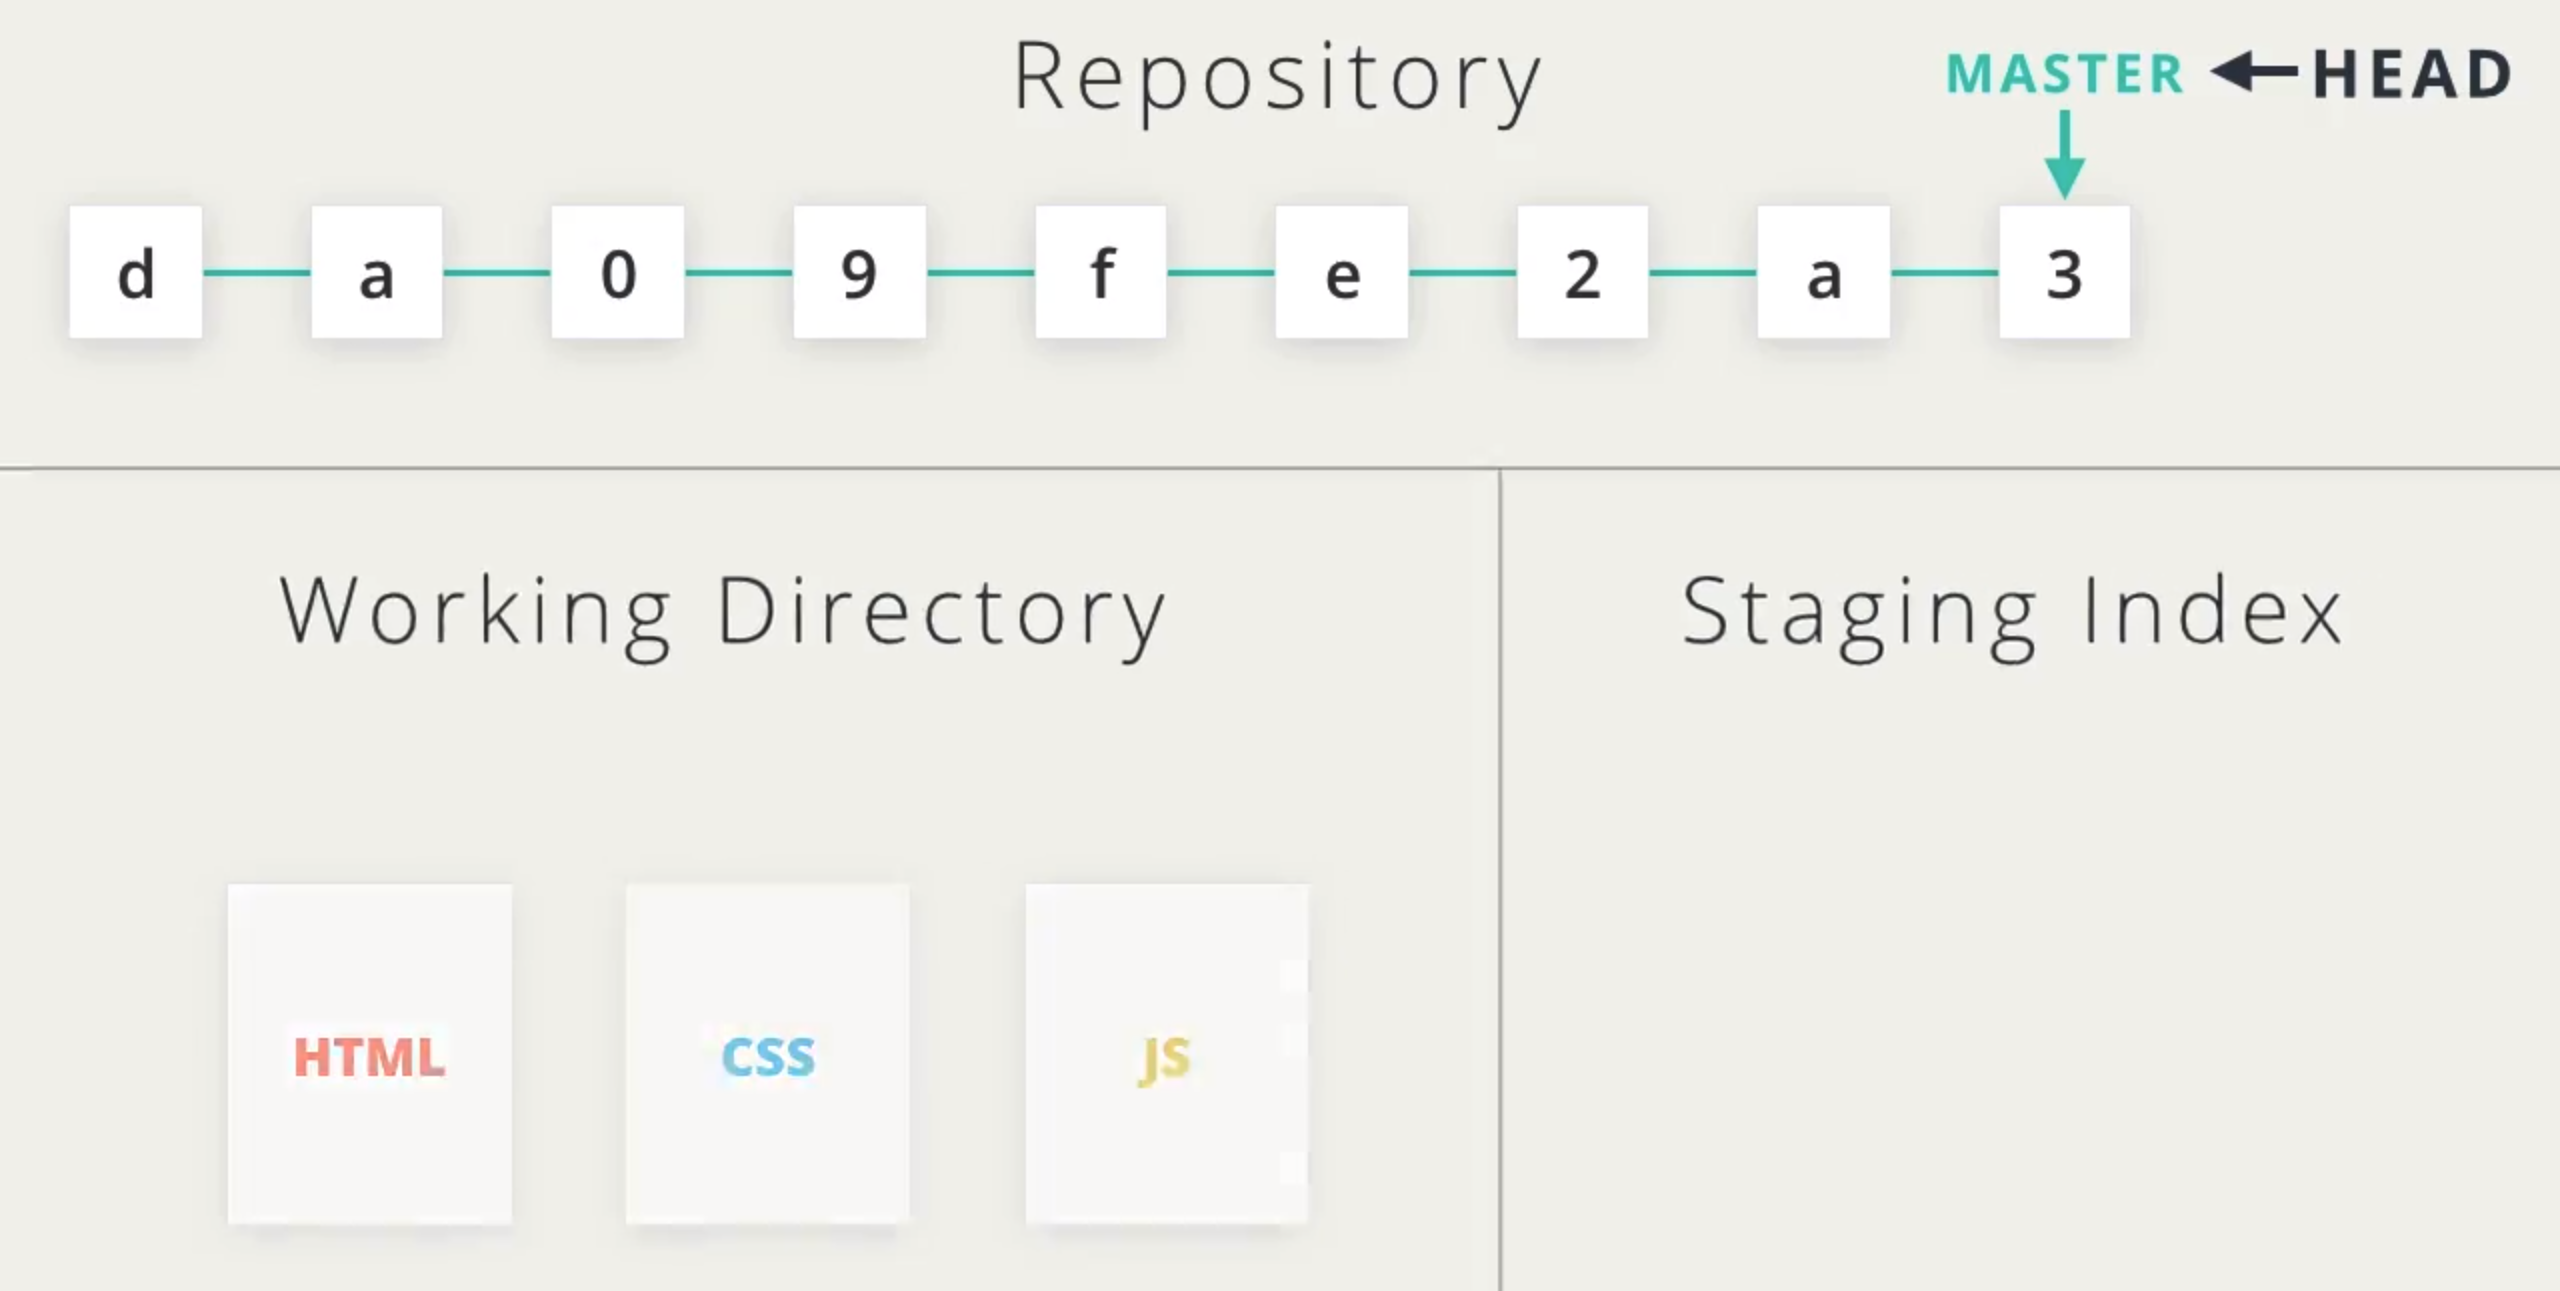 Repository
MASTER HEAD
d a 0 9 f e 2 a 3
Working Directory
Staging Index
HTML CSS JS